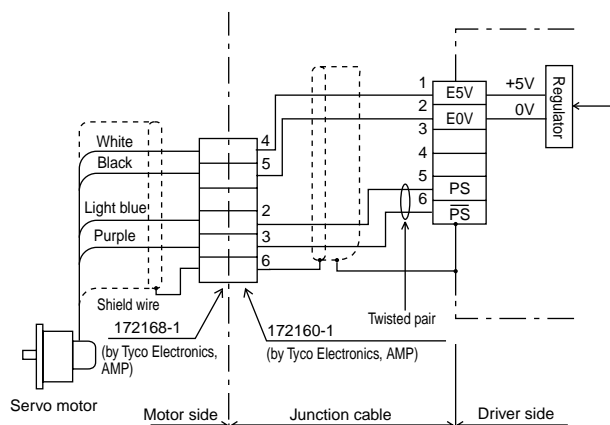 1
E5V
+5V
2
E0V
0V
Regulator
3
4
5
PS
6
PS
White
4
Black
5
Light blue
2
Purple
3
6
Shield wire
172168-1
(by Tyco Electronics,
AMP)
172160-1
(by Tyco Electronics, AMP)
Twisted pair
Servo motor
Motor side
Junction cable
Driver side